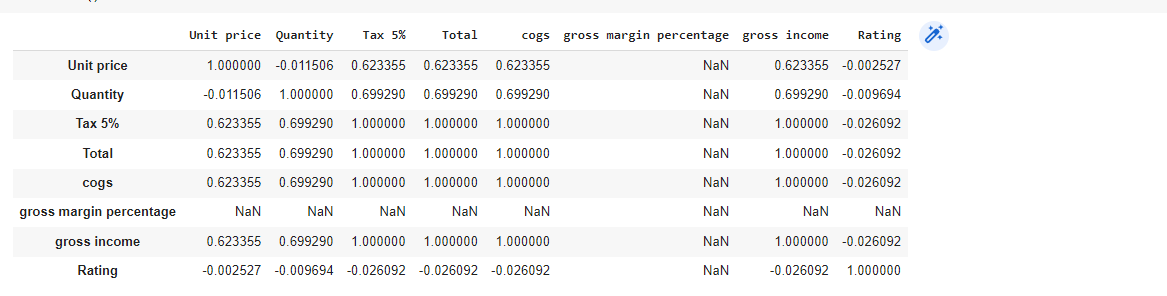 Unit price Quantity Tax 5% Total cogs gross margin percentage gross income Rating
Unit price 1.000000 -0.011506 0.623355 0.623355 0.623355 NaN 0.623355 -0.002527
Quantity -0.011506 1.000000 0.699290 0.699290 0.699290 NaN 0.699290 -0.009694
Tax 5% 0.623355 0.699290 1.000000 1.000000 1.000000 NaN 1.000000 -0.026092
Total 0.623355 0.699290 1.000000 1.000000 1.000000 NaN 1.000000 -0.026092
cogs 0.623355 0.699290 1.000000 1.000000 1.000000 NaN 1.000000 -0.026092
gross margin percentage NaN NaN NaN NaN NaN NaN NaN NaN
gross income 0.623355 0.699290 1.000000 1.000000 1.000000 NaN 1.000000 -0.026092
Rating -0.002527 -0.009694 -0.026092 -0.026092 -0.026092 NaN -0.026092 1.000000